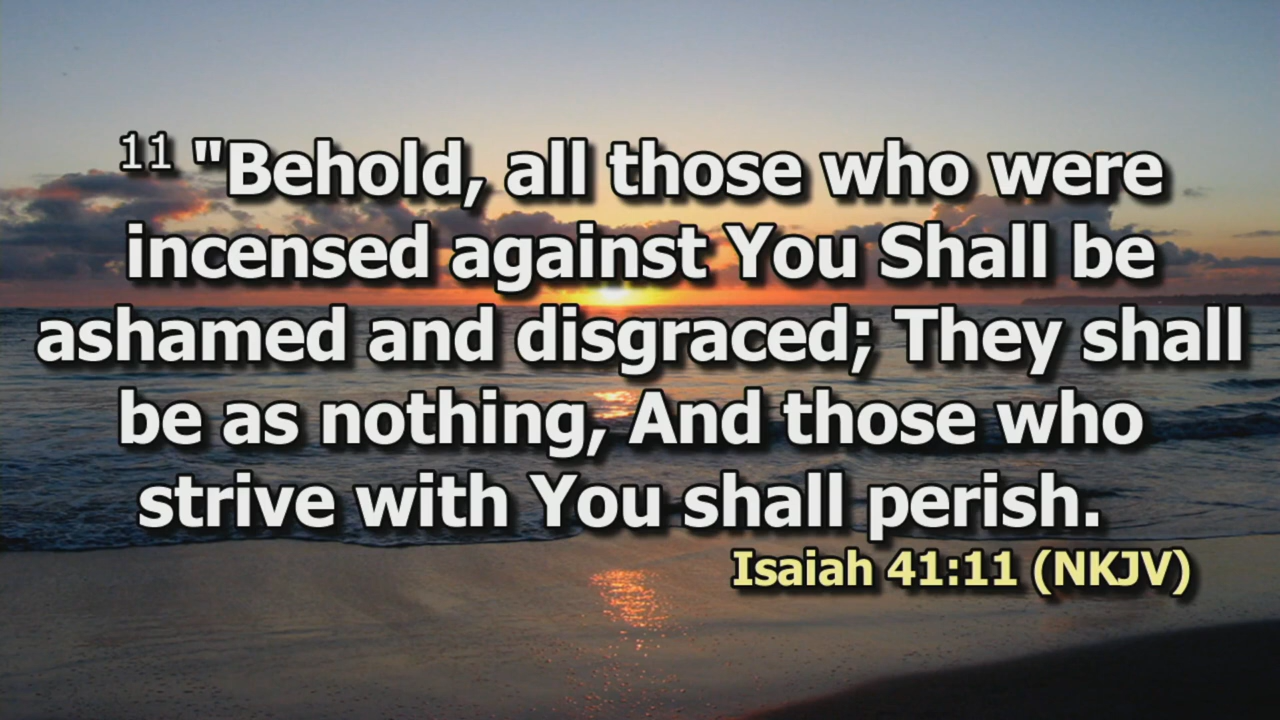 11 "Behold, all those who were
incensed against You Shall be
ashamed and disgraced; They shall
be as nothing, And those who
strive with You shall perish.
Isaiah 41:11 (NKJV)